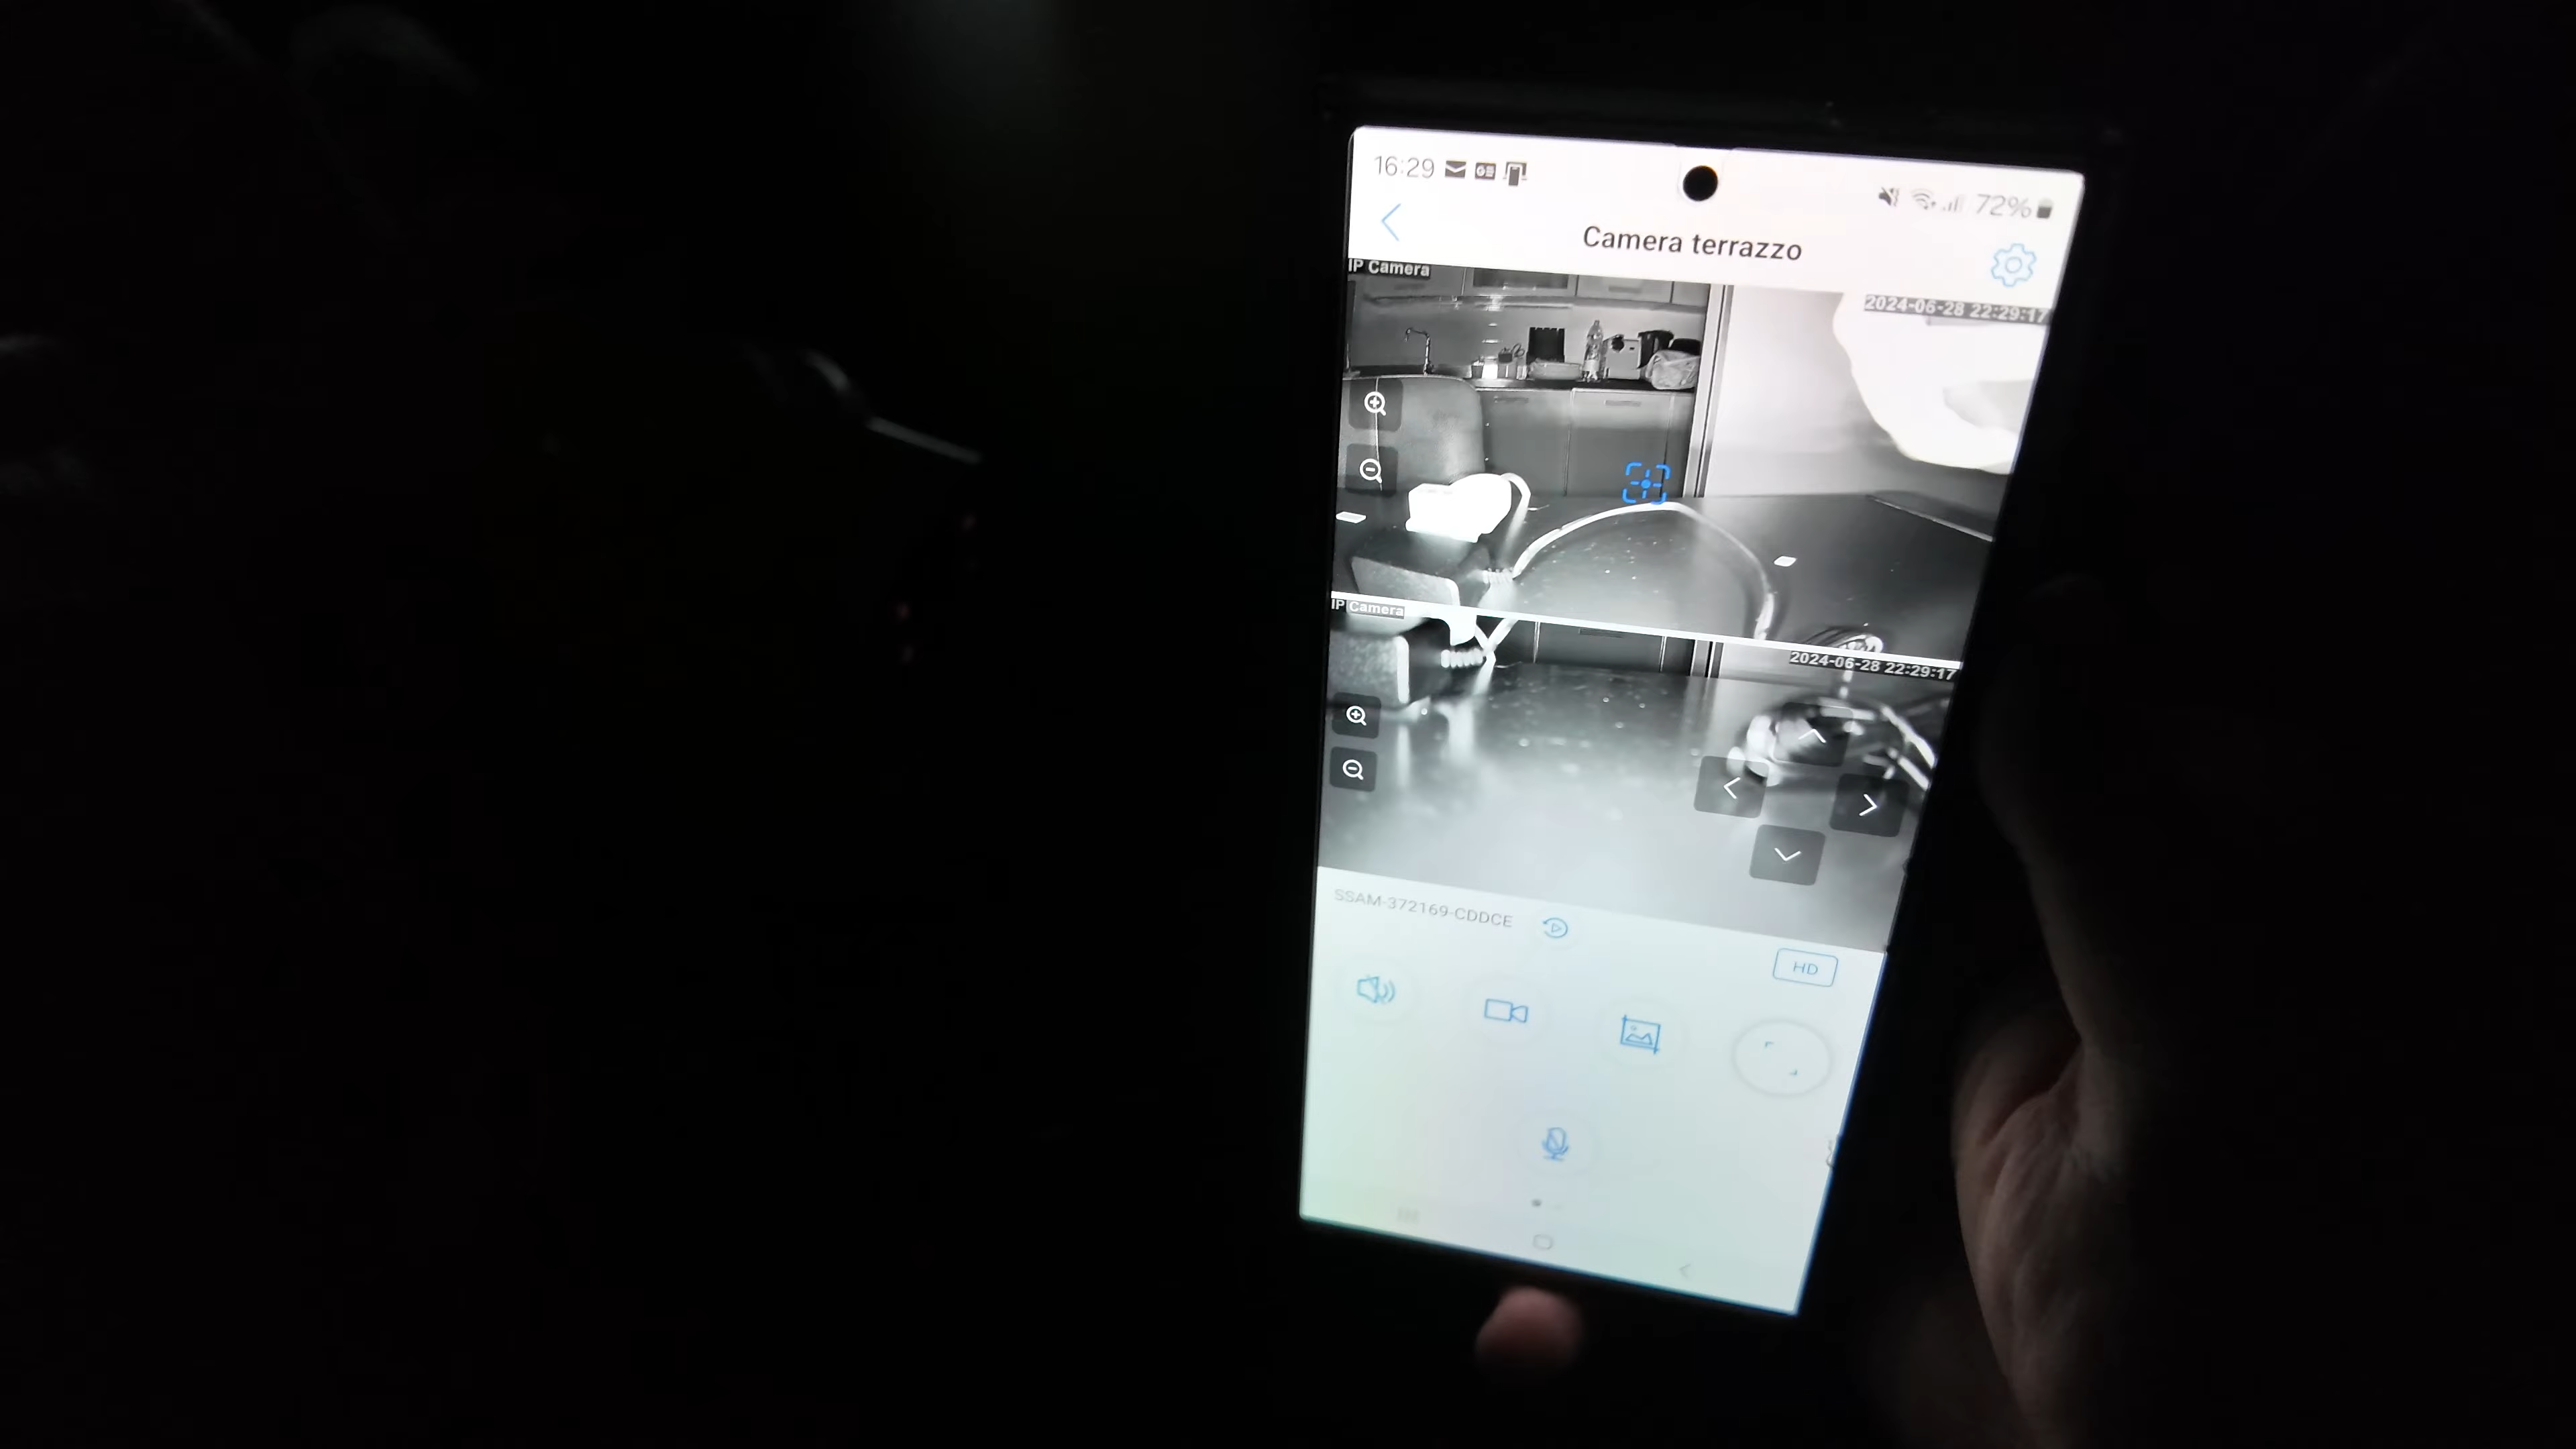 16:29 72%
Camera terrazzo
IP Camera
2024-06-28 22:29:17
IP Camera
2024-06-28 22:29:17
SSAM-372169-CDDCE
HD